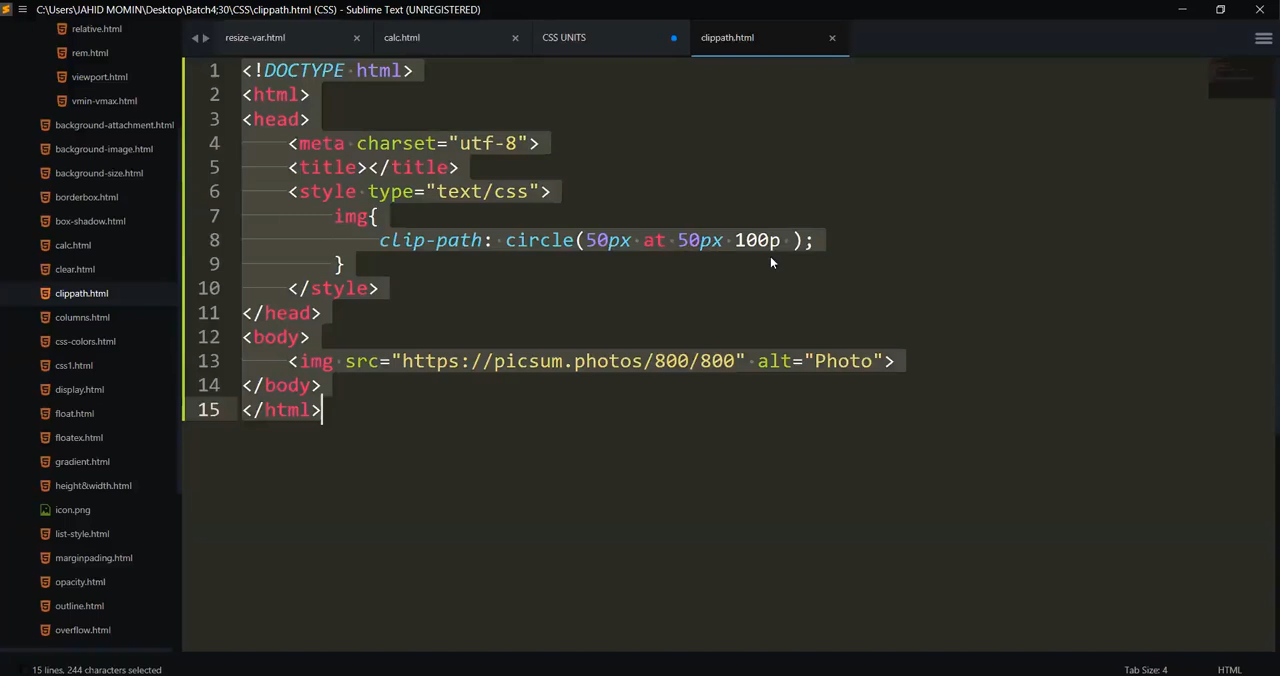 C:\Users\JAHID MOMIN\Desktop\Batch4;30\CSS\clippath.html (CSS) - Sublime Text (UNREGISTERED)
resize-var.html
calc.html
CSS UNITS
clippath.html
relative.html
rem.html
viewport.html
vmin-vmax.html
background-attachment.html
background-image.html
background-size.html
borderbox.html
box-shadow.html
calc.html
clear.html
clippath.html
columns.html
css-colors.html
css1.html
display.html
float.html
floatex.html
gradient.html
height&width.html
icon.png
list-style.html
marginpading.html
opacity.html
outline.html
overflow.html
1 <!DOCTYPE html>
2 <html>
3 <head>
4 <meta charset="utf-8">
5 <title></title>
6 <style type="text/css">
7 img{
8 clip-path: circle(50px at 50px 100p );
9 }
10 </style>
11 </head>
12 <body>
13 <img src="https://picsum.photos/800/800" alt="Photo">
14 </body>
15 </html>
15 lines, 244 characters selected
Tab Size: 4
HTML